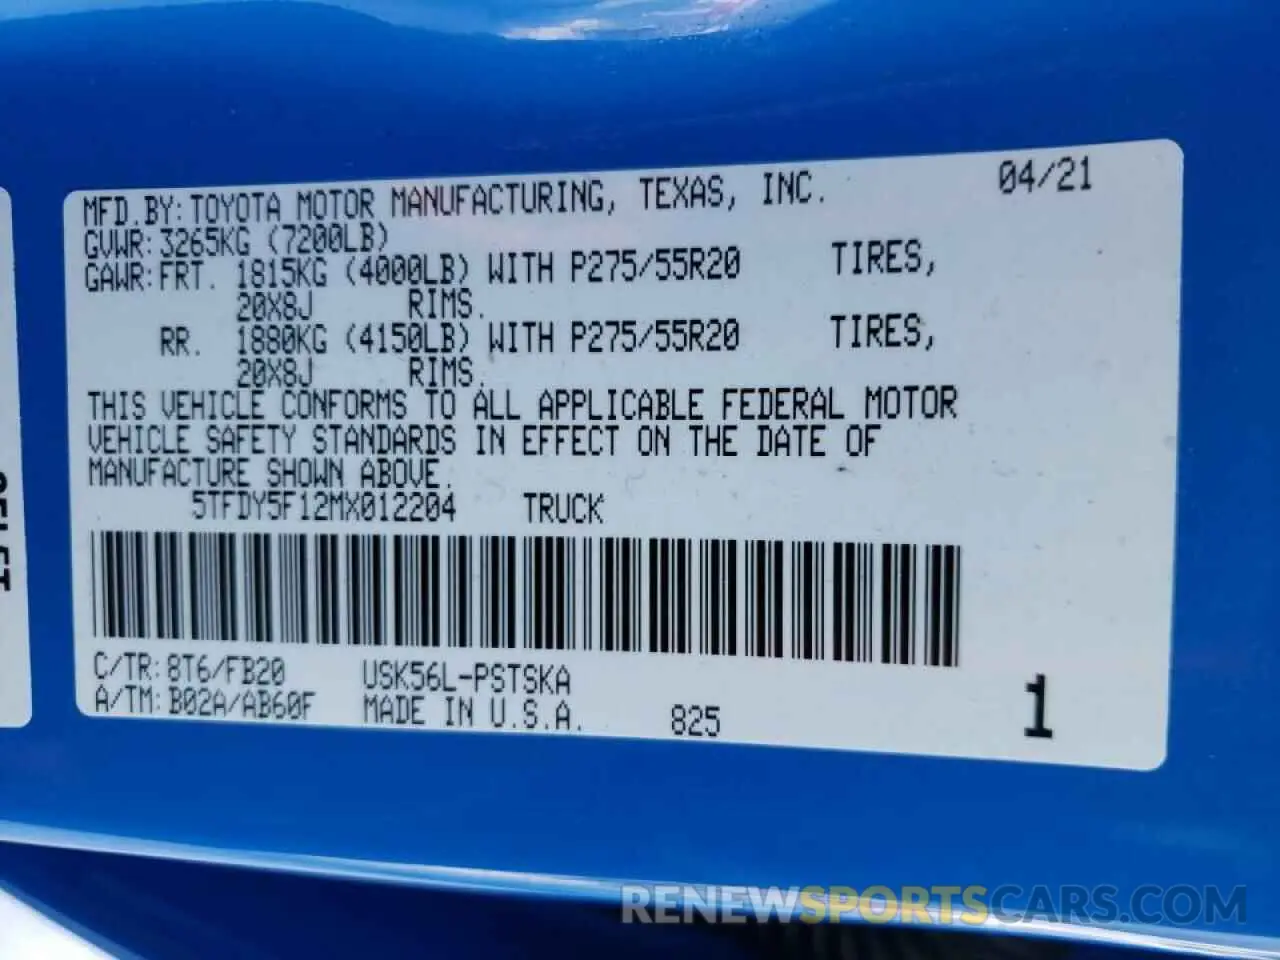 MFD.BY:TOYOTA MOTOR MANUFACTURING, TEXAS, INC. 04/21
GVWR:3265KG (7200LB)
GAWR:FRT. 1815KG (4000LB) WITH P275/55R20 TIRES,
20X8J RIMS.
RR. 1880KG (4150LB) WITH P275/55R20 TIRES,
20X8J RIMS.
THIS VEHICLE CONFORMS TO ALL APPLICABLE FEDERAL MOTOR
VEHICLE SAFETY STANDARDS IN EFFECT ON THE DATE OF
MANUFACTURE SHOWN ABOVE.
5TFDY5F12MX012204 TRUCK
C/TR:8T6/FB20 USK56L-PSTSKA
A/TM:B02A/AB60F MADE IN U.S.A. 825 1
RENEWSPORTSCARS.COM